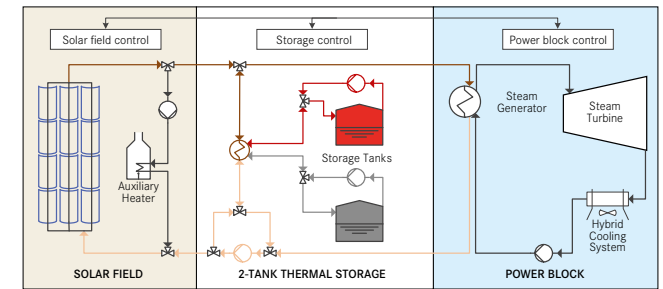 Solar field control
Storage control
Power block control
Steam
Generator
Steam
Turbine
Storage Tanks
Auxiliary
Heater
Hybrid
Cooling
System
SOLAR FIELD
2-TANK THERMAL STORAGE
POWER BLOCK